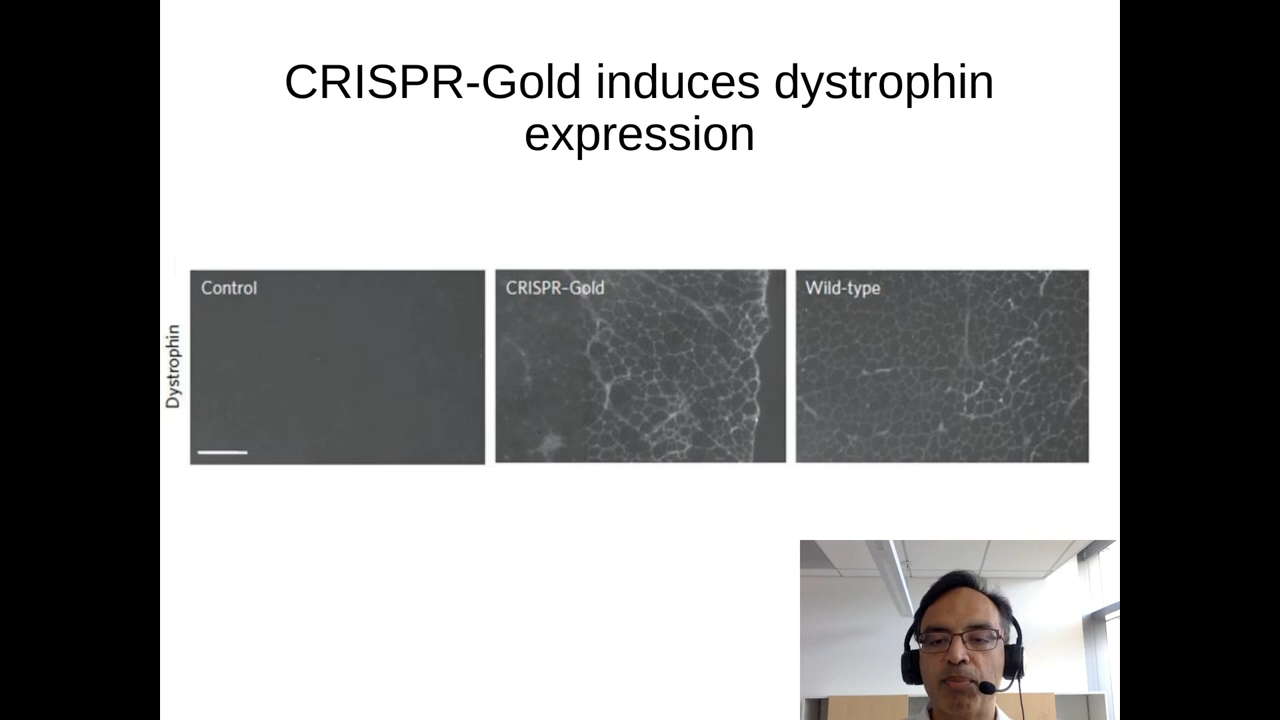 CRISPR-Gold induces dystrophin
expression
Dystrophin
Control
CRISPR–Gold
Wild-type